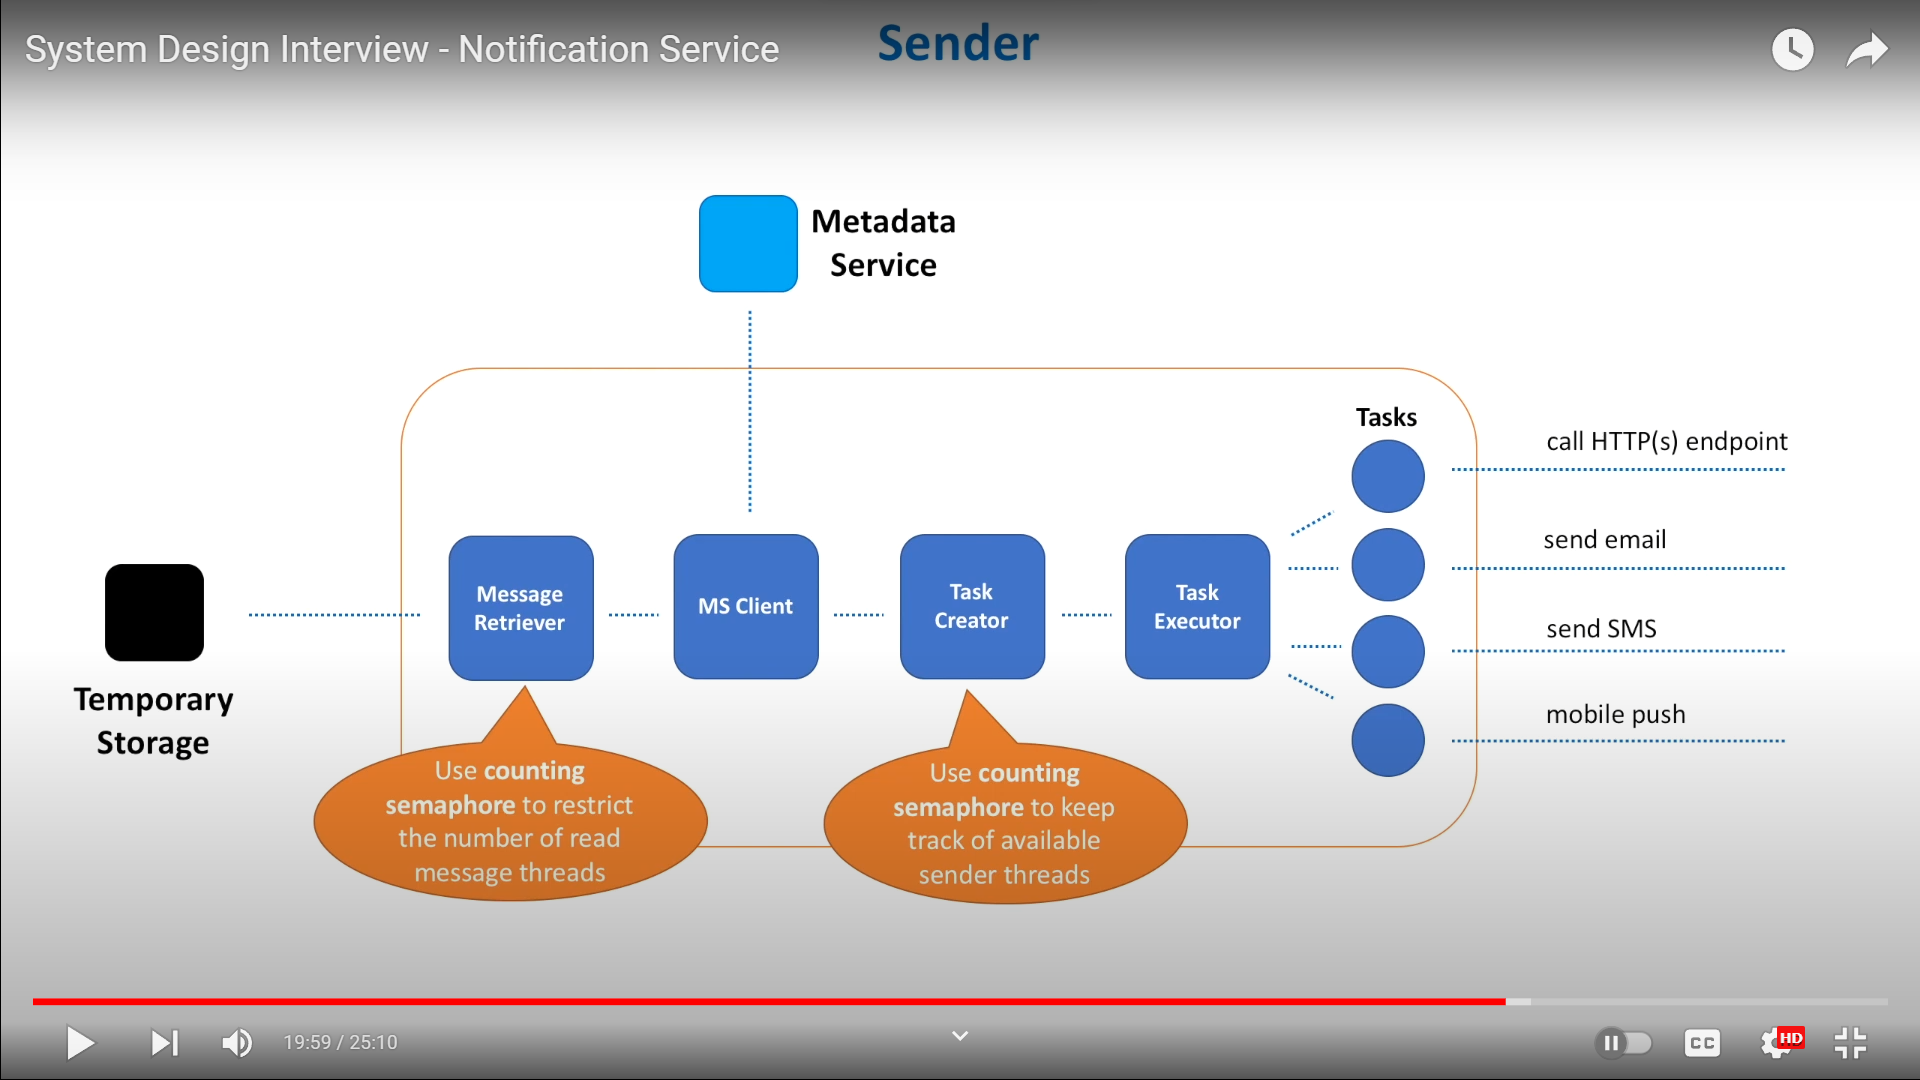 System Design Interview - Notification Service
Sender
Metadata
Service
Tasks
call HTTP(s) endpoint
send email
send SMS
mobile push
Message
Retriever
MS Client
Task
Creator
Task
Executor
Temporary
Storage
Use counting
semaphore to restrict
the number of read
message threads
Use counting
semaphore to keep
track of available
sender threads
19:59 / 25:10
CC
HD